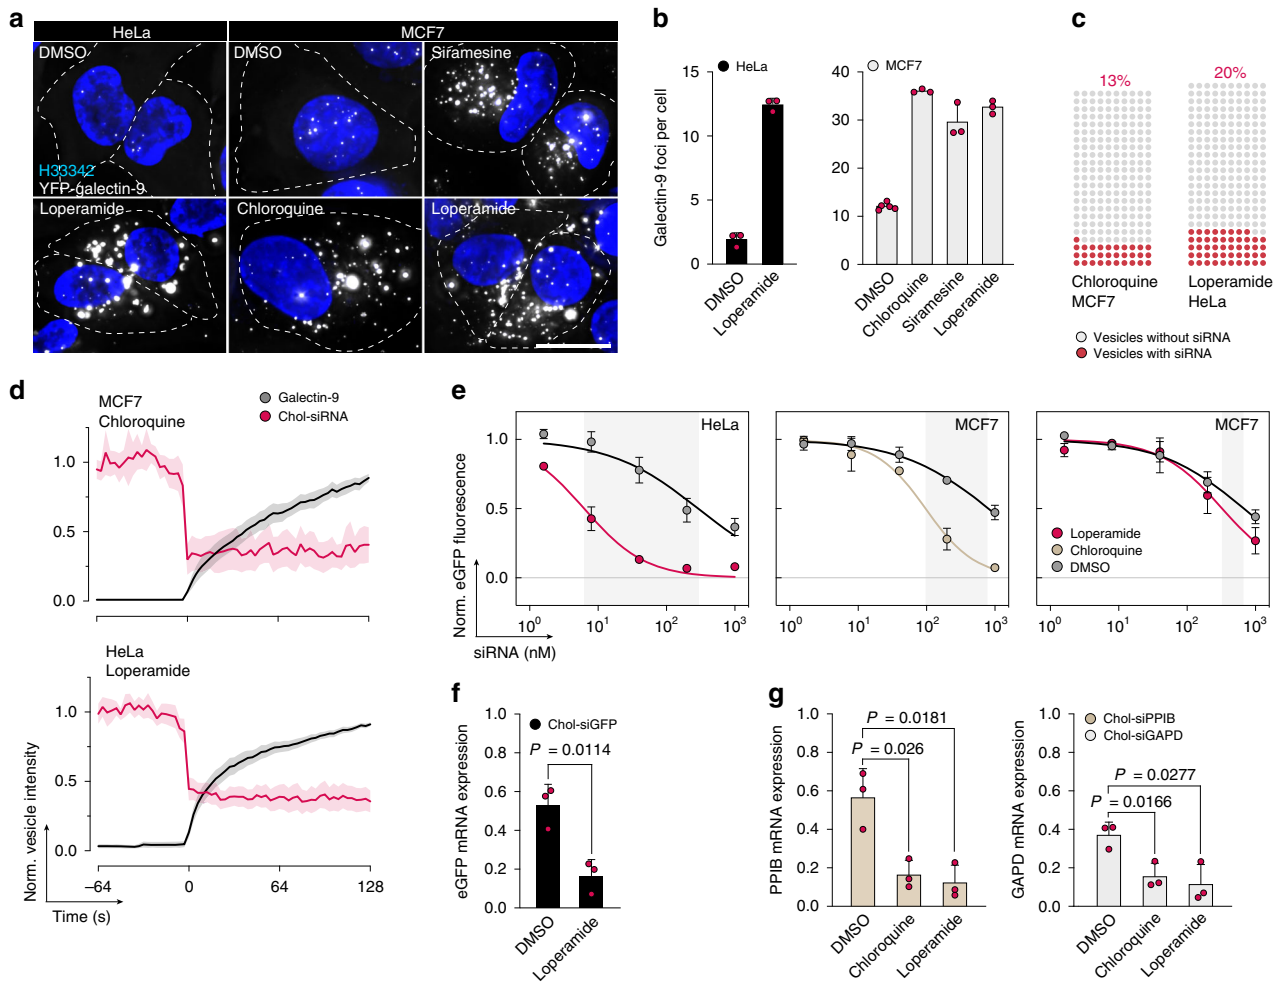 a
HeLa
MCF7
DMSO
DMSO
Siramesine
H33342
YFP-galectin-9
Loperamide
Chloroquine
Loperamide
b
HeLa
MCF7
Galectin-9 foci per cell
15
10
5
0
40
30
20
10
0
DMSO
Loperamide
DMSO
Chloroquine
Siramesine
Loperamide
c
13%
20%
Chloroquine
MCF7
Loperamide
HeLa
Vesicles without siRNA
Vesicles with siRNA
d
MCF7
Chloroquine
Galectin-9
Chol-siRNA
1.0
0.5
0.0
HeLa
Loperamide
1.0
0.5
0.0
Norm. vesicle intensity
−64
0
64
128
Time (s)
e
HeLa
MCF7
MCF7
1.0
0.5
0.0
Norm. eGFP fluorescence
Loperamide
Chloroquine
DMSO
10⁰ 10¹ 10² 10³
10⁰ 10¹ 10² 10³
10⁰ 10¹ 10² 10³
siRNA (nM)
f
Chol-siGFP
P = 0.0114
eGFP mRNA expression
1.0
0.8
0.6
0.4
0.2
0.0
DMSO
Loperamide
g
P = 0.0181
P = 0.026
PPIB mRNA expression
1.0
0.8
0.6
0.4
0.2
0.0
DMSO
Chloroquine
Loperamide
Chol-siPPIB
Chol-siGAPD
P = 0.0277
P = 0.0166
GAPD mRNA expression
1.0
0.8
0.6
0.4
0.2
0.0
DMSO
Chloroquine
Loperamide